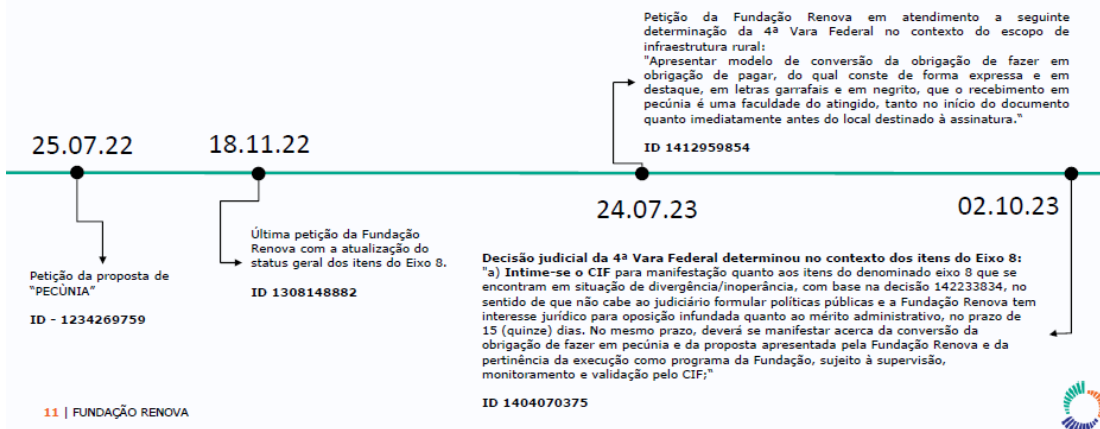 Petição da Fundação Renova em atendimento a seguinte
determinação da 4ª Vara Federal no contexto do escopo de
infraestrutura rural:
"Apresentar modelo de conversão da obrigação de fazer em
obrigação de pagar, do qual conste de forma expressa e em
destaque, em letras garrafais e em negrito, que o recebimento em
pecúnia é uma faculdade do atingido, tanto no início do documento
quanto imediatamente antes do local destinado à assinatura."
ID 1412959854
25.07.22
18.11.22
24.07.23
02.10.23
Petição da proposta de
"PECÙNIA"
ID - 1234269759
Última petição da Fundação
Renova com a atualização do
status geral dos itens do Eixo 8.
ID 1308148882
Decisão judicial da 4ª Vara Federal determinou no contexto dos itens do Eixo 8:
"a) Intime-se o CIF para manifestação quanto aos itens do denominado eixo 8 que se
encontram em situação de divergência/inoperância, com base na decisão 142233834, no
sentido de que não cabe ao judiciário formular políticas públicas e a Fundação Renova tem
interesse jurídico para oposição infundada quanto ao mérito administrativo, no prazo de
15 (quinze) dias. No mesmo prazo, deverá se manifestar acerca da conversão da
obrigação de fazer em pecúnia e da proposta apresentada pela Fundação Renova e da
pertinência da execução como programa da Fundação, sujeito à supervisão,
monitoramento e validação pelo CIF;"
ID 1404070375
11 | FUNDAÇÃO RENOVA